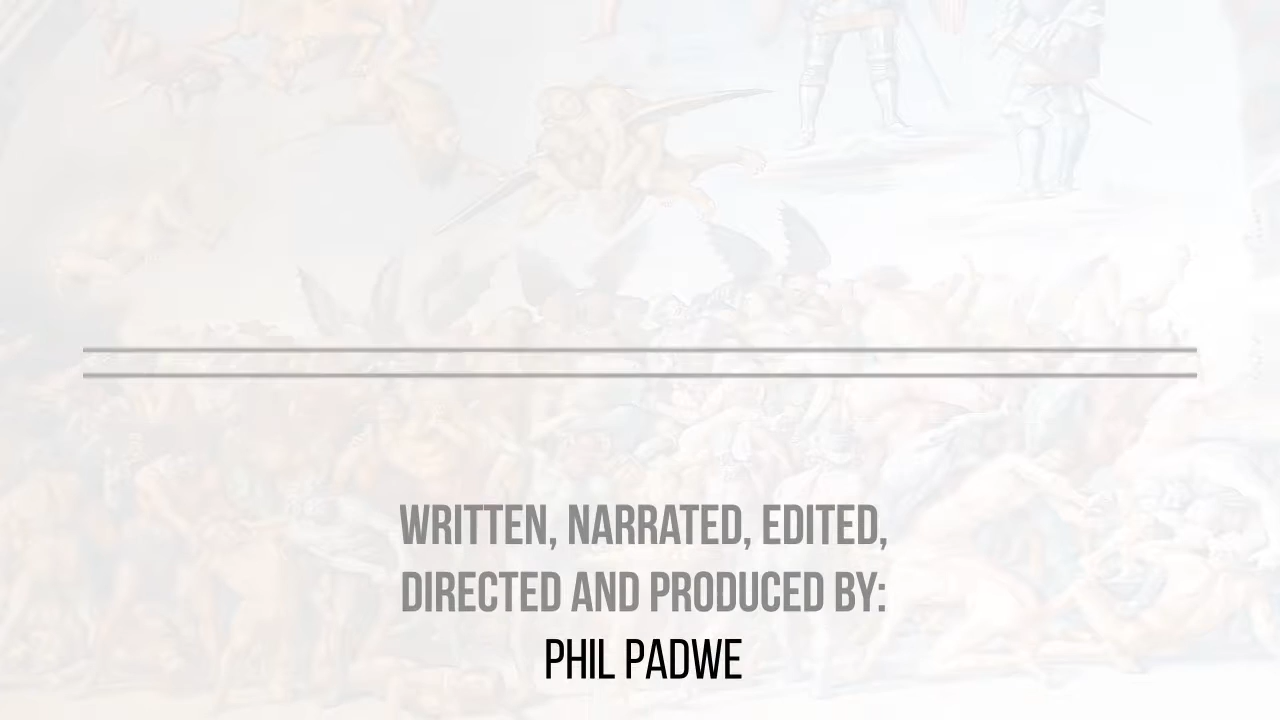 WRITTEN, NARRATED, EDITED,
DIRECTED AND PRODUCED BY:
PHIL PADWE